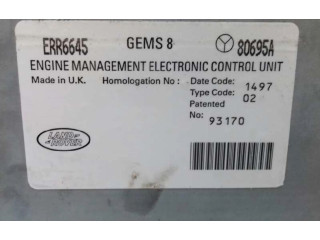 ERR6645 GEMS 8 80695A
ENGINE MANAGEMENT ELECTRONIC CONTROL UNIT
Made in U.K. Homologation No : Date Code: 1497
Type Code: 02
Patented
No: 93170
LAND
ROVER